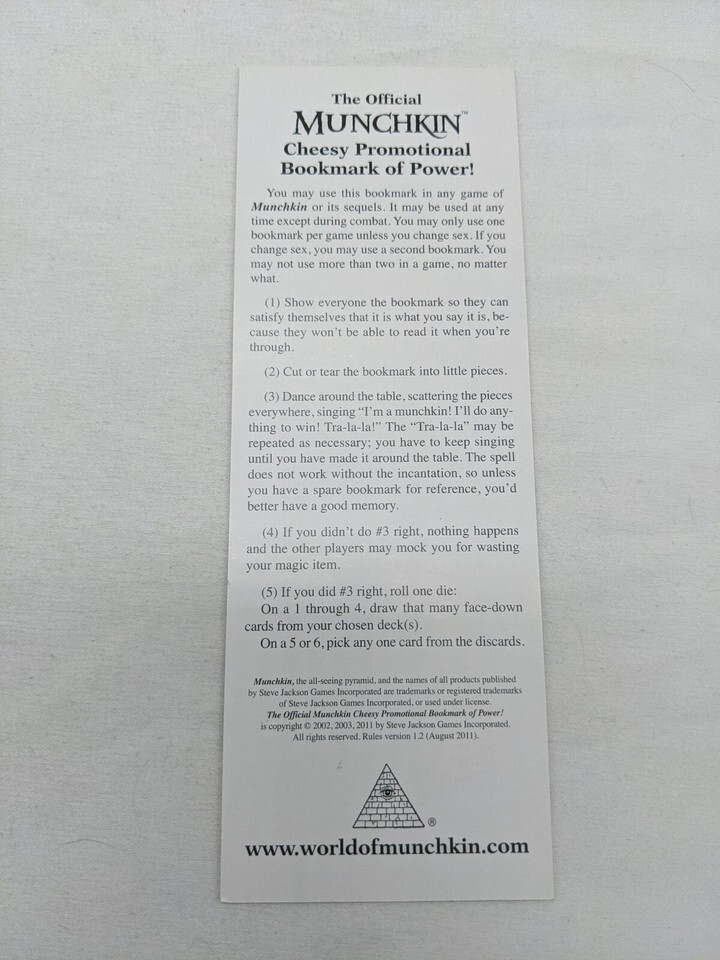 The Official
MUNCHKIN™
Cheesy Promotional
Bookmark of Power!
You may use this bookmark in any game of
Munchkin or its sequels. It may be used at any
time except during combat. You may only use one
bookmark per game unless you change sex. If you
change sex, you may use a second bookmark. You
may not use more than two in a game, no matter
what.
(1) Show everyone the bookmark so they can
satisfy themselves that it is what you say it is, be-
cause they won't be able to read it when you're
through.
(2) Cut or tear the bookmark into little pieces.
(3) Dance around the table, scattering the pieces
everywhere, singing "I'm a munchkin! I'll do any-
thing to win! Tra-la-la!" The "Tra-la-la" may be
repeated as necessary; you have to keep singing
until you have made it around the table. The spell
does not work without the incantation, so unless
you have a spare bookmark for reference, you'd
better have a good memory.
(4) If you didn't do #3 right, nothing happens
and the other players may mock you for wasting
your magic item.
(5) If you did #3 right, roll one die:
On a 1 through 4, draw that many face-down
cards from your chosen deck(s).
On a 5 or 6, pick any one card from the discards.
Munchkin, the all-seeing pyramid, and the names of all products published
by Steve Jackson Games Incorporated are trademarks or registered trademarks
of Steve Jackson Games Incorporated, or used under license.
The Official Munchkin Cheesy Promotional Bookmark of Power!
is copyright © 2002, 2003, 2011 by Steve Jackson Games Incorporated.
All rights reserved. Rules version 1.2 (August 2011).
®
www.worldofmunchkin.com